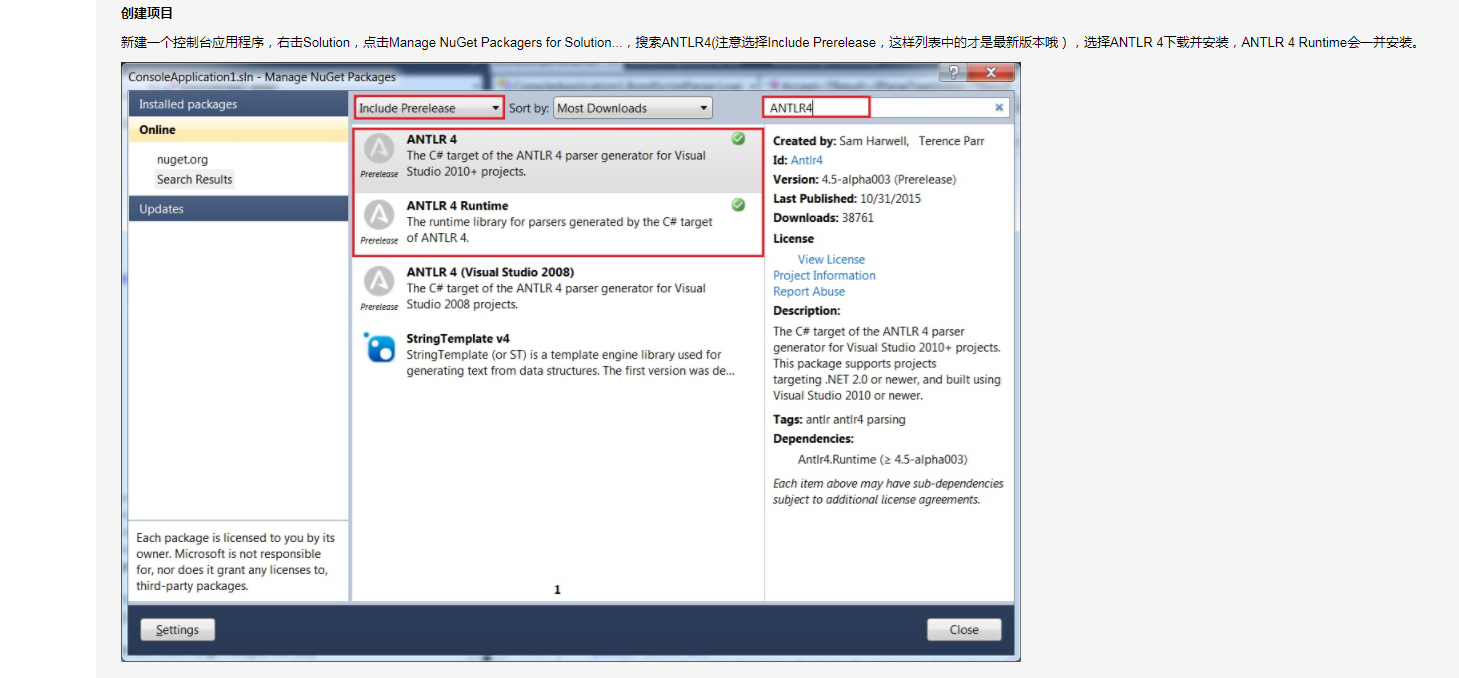 创建项目
新建一个控制台应用程序，右击Solution，点击Manage NuGet Packagers for Solution...，搜索ANTLR4(注意选择Include Prerelease，这样列表中的才是最新版本哦），选择ANTLR 4下载并安装，ANTLR 4 Runtime会一并安装。
ConsoleApplication1.sln - Manage NuGet Packages
Installed packages
Online
nuget.org
Search Results
Updates
Each package is licensed to you by its
owner. Microsoft is not responsible
for, nor does it grant any licenses to,
third-party packages.
Settings
Include Prerelease
Sort by: Most Downloads
ANTLR 4
The C# target of the ANTLR 4 parser generator for Visual
Prerelease Studio 2010+ projects.
ANTLR 4 Runtime
The runtime library for parsers generated by the C# target
Prerelease of ANTLR 4.
ANTLR 4 (Visual Studio 2008)
The C# target of the ANTLR 4 parser generator for Visual
Prerelease Studio 2008 projects.
StringTemplate v4
StringTemplate (or ST) is a template engine library used for
generating text from data structures. The first version was de...
1
ANTLR4
Created by: Sam Harwell, Terence Parr
Id: Antlr4
Version: 4.5-alpha003 (Prerelease)
Last Published: 10/31/2015
Downloads: 38761
License
View License
Project Information
Report Abuse
Description:
The C# target of the ANTLR 4 parser
generator for Visual Studio 2010+ projects.
This package supports projects
targeting .NET 2.0 or newer, and built using
Visual Studio 2010 or newer.
Tags: antlr antlr4 parsing
Dependencies:
Antlr4.Runtime (≥ 4.5-alpha003)
Each item above may have sub-dependencies
subject to additional license agreements.
Close